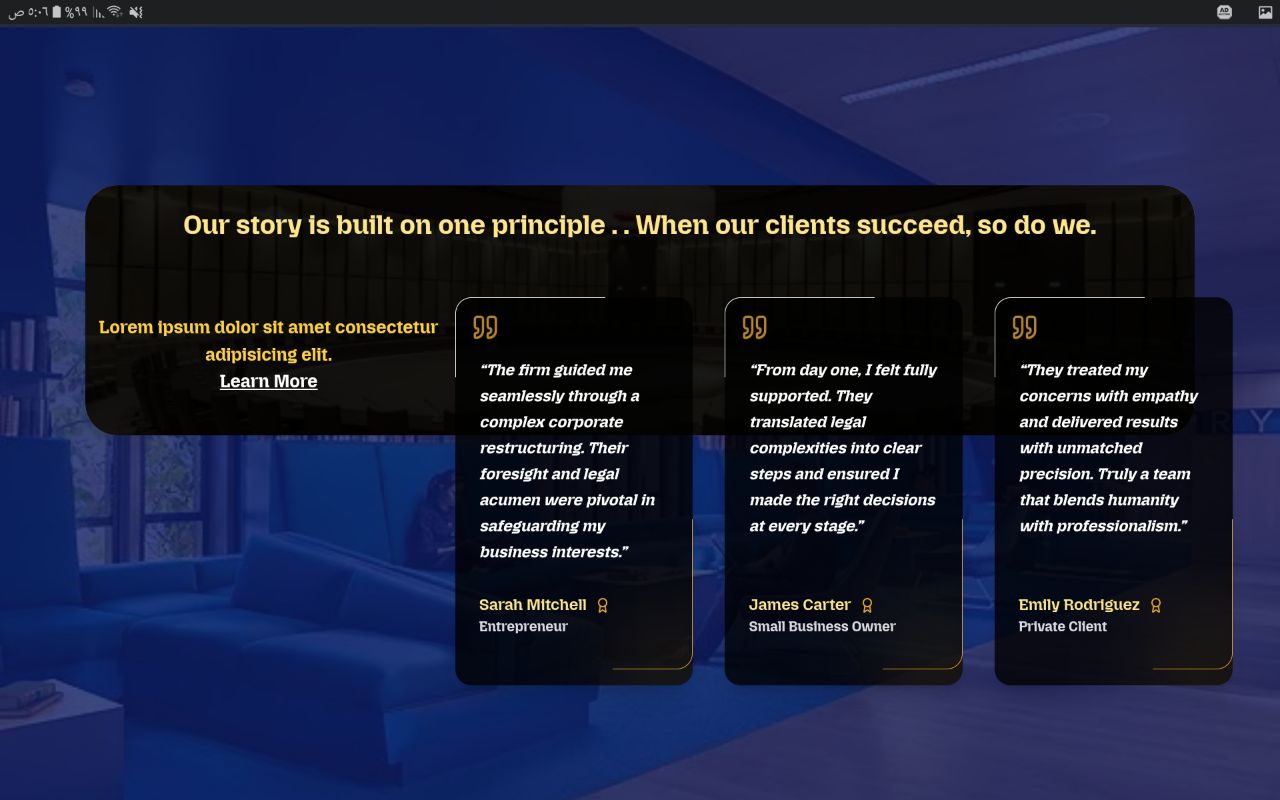 ٥:٠٦ ص
%٩٩
AD
Our story is built on one principle . . When our clients succeed, so do we.
Lorem ipsum dolor sit amet consectetur
adipisicing elit.
Learn More
“The firm guided me
seamlessly through a
complex corporate
restructuring. Their
foresight and legal
acumen were pivotal in
safeguarding my
business interests.”
Sarah Mitchell
Entrepreneur
“From day one, I felt fully
supported. They
translated legal
complexities into clear
steps and ensured I
made the right decisions
at every stage.”
James Carter
Small Business Owner
“They treated my
concerns with empathy
and delivered results
with unmatched
precision. Truly a team
that blends humanity
with professionalism.”
Emily Rodriguez
Private Client
RY